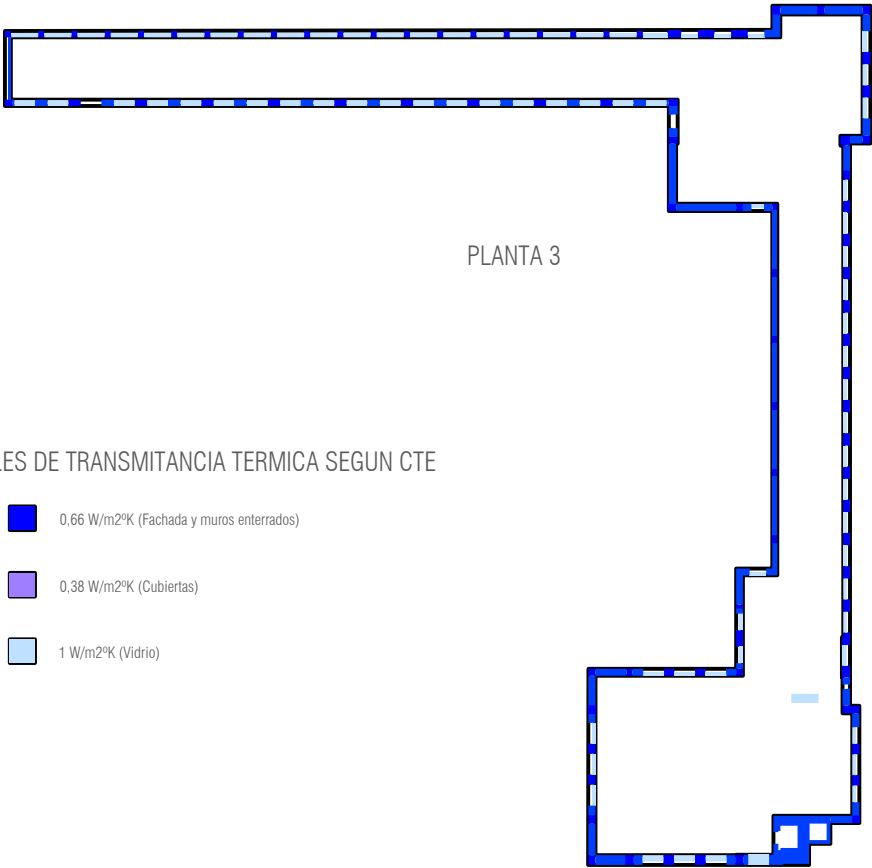 PLANTA 3
LES DE TRANSMITANCIA TERMICA SEGUN CTE
0,66 W/m2ºK (Fachada y muros enterrados)
0,38 W/m2ºK (Cubiertas)
1 W/m2ºK (Vidrio)